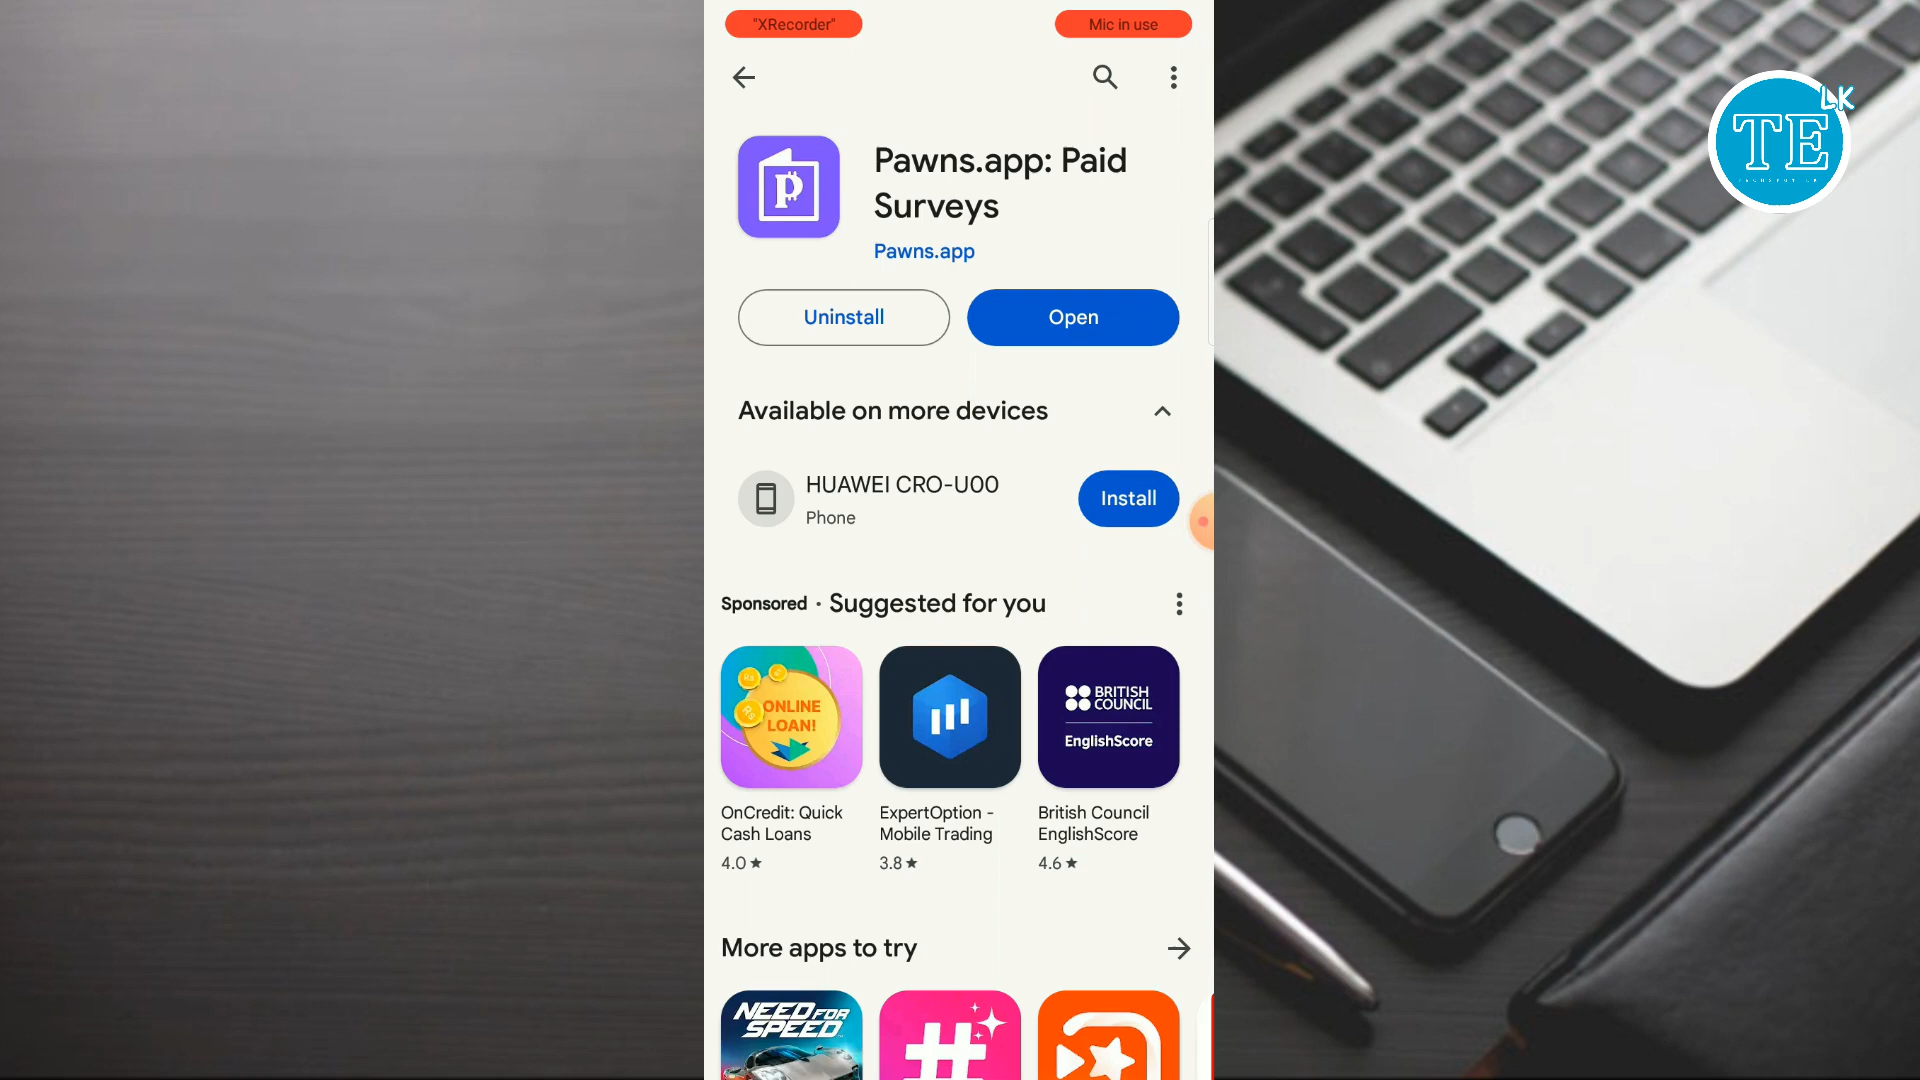 "XRecorder"
Mic in use
LK
TE
Pawns.app: Paid
Surveys
Pawns.app
Uninstall
Open
Available on more devices
HUAWEI CRO-U00
Phone
Install
Sponsored · Suggested for you
Rs
Rs
ONLINE
LOAN!
BRITISH
COUNCIL
EnglishScore
OnCredit: Quick
Cash Loans
4.0 ★
ExpertOption -
Mobile Trading
3.8 ★
British Council
EnglishScore
4.6 ★
More apps to try
NEED FOR
SPEED
#